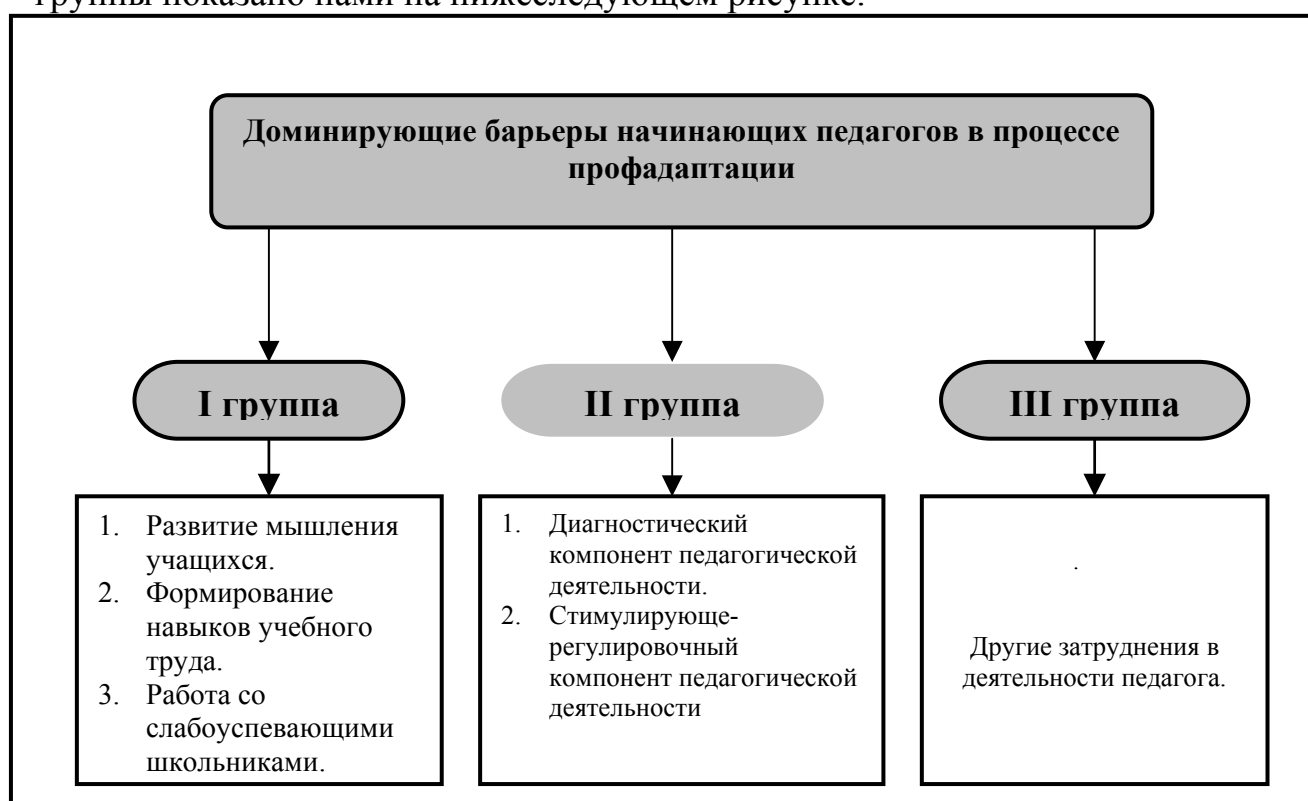 группы показано нами на нижеследующем рисунке.
Доминирующие барьеры начинающих педагогов в процессе
профадаптации
I группа
II группа
III группа
1. Развитие мышления
учащихся.
2. Формирование
навыков учебного
труда.
3. Работа со
слабоуспевающими
школьниками.
1. Диагностический
компонент педагогической
деятельности.
2. Стимулирующе-
регулировочный
компонент педагогической
деятельности
.
Другие затруднения в
деятельности педагога.